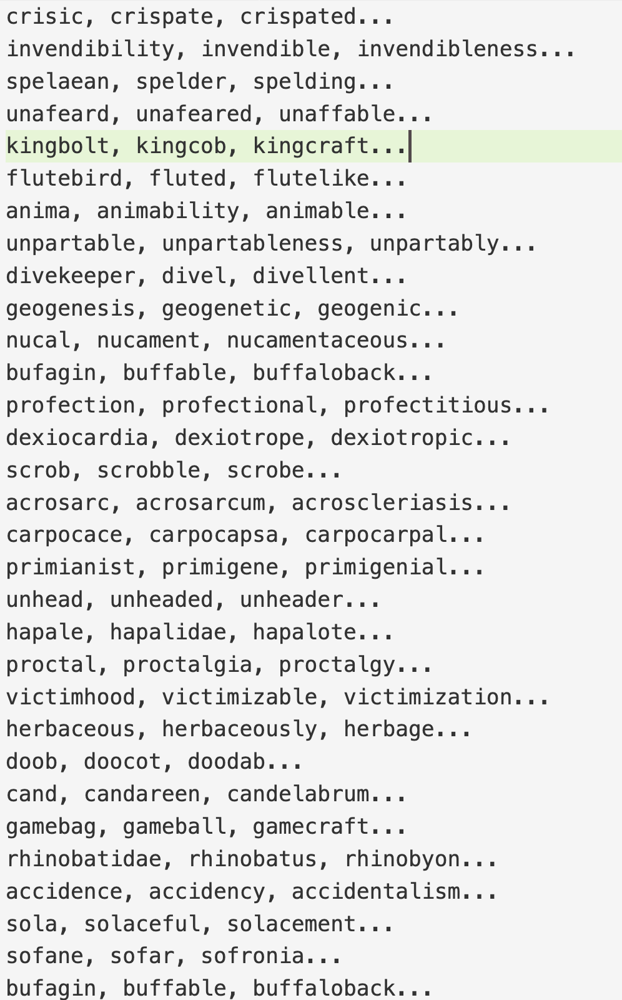 crisic, crispate, crispated...
invendibility, invendible, invendibleness...
spelaean, spelder, spelding...
unafeard, unafeared, unaffable...
kingbolt, kingcob, kingcraft...
flutebird, fluted, flutelike...
anima, animability, animable...
unpartable, unpartableness, unpartably...
divekeeper, divel, divellent...
geogenesis, geogenetic, geogenic...
nucal, nucament, nucamentaceous...
bufagin, buffable, buffaloback...
profection, profectional, profectitious...
dexiocardia, dexiotrope, dexiotropic...
scrob, scrobble, scrobe...
acrosarc, acrosarcum, acroscleriasis...
carpocace, carpocapsa, carpocarpal...
primianist, primigene, primigenial...
unhead, unheaded, unheader...
hapale, hapalidae, hapalote...
proctal, proctalgia, proctalgy...
victimhood, victimizable, victimization...
herbaceous, herbaceously, herbage...
doob, doocot, doodab...
cand, candareen, candelabrum...
gamebag, gameball, gamecraft...
rhinobatidae, rhinobatus, rhinobyon...
accidence, accidency, accidentalism...
sola, solaceful, solacement...
sofane, sofar, sofronia...
bufagin, buffable, buffaloback...